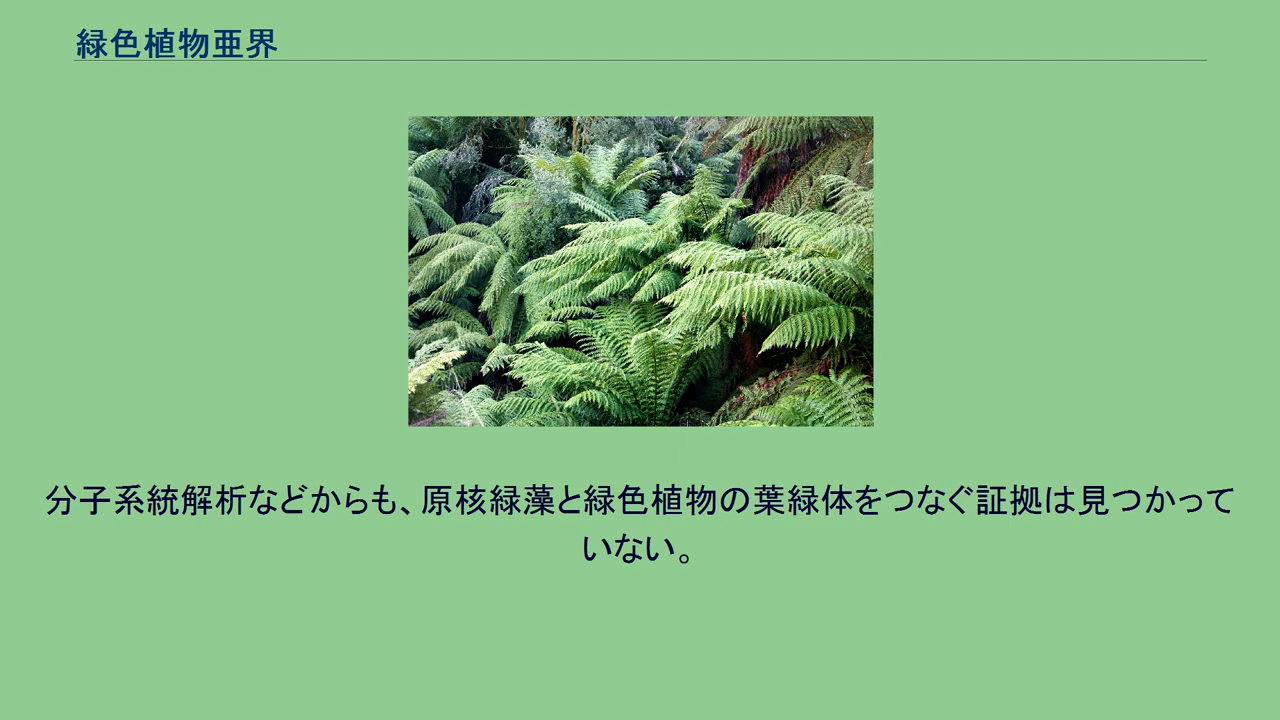 緑色植物亜界
分子系統解析などからも、原核緑藻と緑色植物の葉緑体をつなぐ証拠は見つかって
いない。